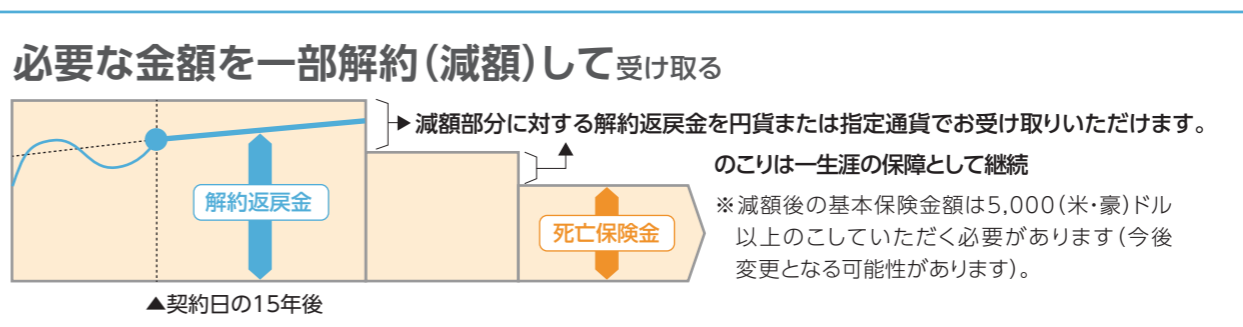 必要な金額を一部解約(減額)して受け取る
▶減額部分に対する解約返戻金を円貨または指定通貨でお受け取りいただけます。
のこりは一生涯の保障として継続
解約返戻金
死亡保険金
※減額後の基本保険金額は5,000(米・豪)ドル
以上のこしていただく必要があります(今後
変更となる可能性があります)。
▲契約日の15年後